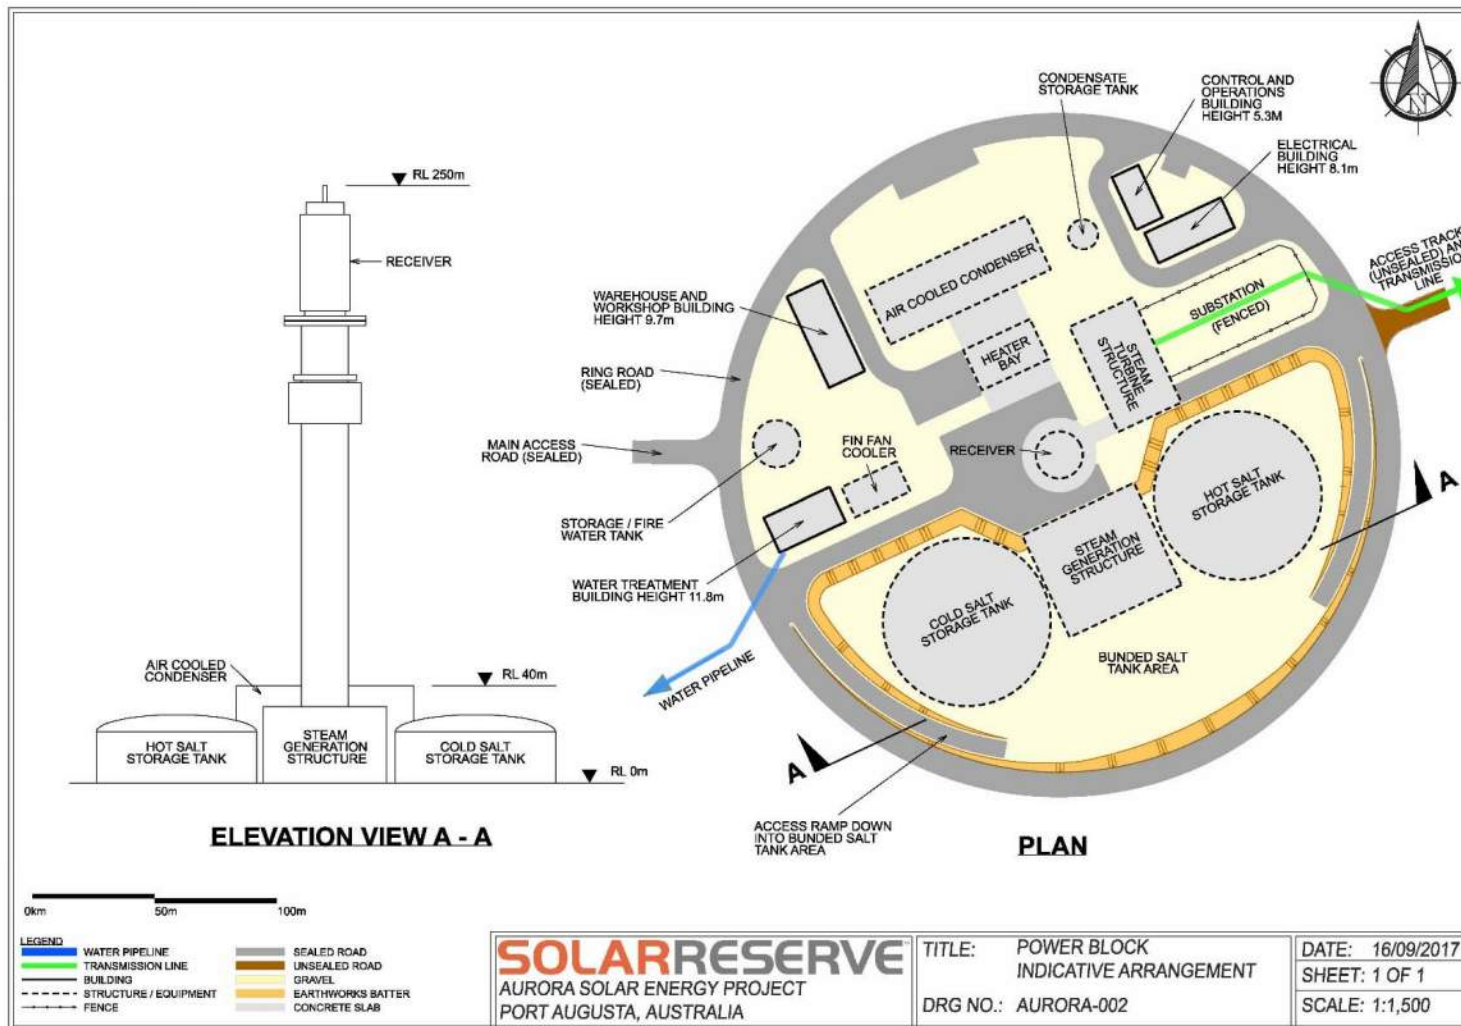 RL 250m
RECEIVER
AIR COOLED
CONDENSER
RL 40m
HOT SALT
STORAGE TANK
STEAM
GENERATION
STRUCTURE
COLD SALT
STORAGE TANK
RL 0m
ELEVATION VIEW A - A
CONDENSATE
STORAGE TANK
CONTROL AND
OPERATIONS
BUILDING
HEIGHT 5.3M
ELECTRICAL
BUILDING
HEIGHT 8.1m
N
ACCESS TRACK
(UNSEALED) AN
TRANSMISSIO
LINE
WAREHOUSE AND
WORKSHOP BUILDING
HEIGHT 9.7m
AIR COOLED CONDENSER
SUBSTATION
(FENCED)
HEATER
BAY
STEAM
TURBINE
STRUCTURE
RING ROAD
(SEALED)
MAIN ACCESS
ROAD (SEALED)
FIN FAN
COOLER
RECEIVER
HOT SALT
STORAGE TANK
A
STORAGE / FIRE
WATER TANK
STEAM
GENERATION
STRUCTURE
WATER TREATMENT
BUILDING HEIGHT 11.8m
COLD SALT
STORAGE TANK
BUNDED SALT
TANK AREA
WATER PIPELINE
A
ACCESS RAMP DOWN
INTO BUNDED SALT
TANK AREA
PLAN
0km 50m 100m
LEGEND
WATER PIPELINE
TRANSMISSION LINE
BUILDING
STRUCTURE / EQUIPMENT
FENCE
SEALED ROAD
UNSEALED ROAD
GRAVEL
EARTHWORKS BATTER
CONCRETE SLAB
SOLARRESERVE
AURORA SOLAR ENERGY PROJECT
PORT AUGUSTA, AUSTRALIA
TITLE: POWER BLOCK
INDICATIVE ARRANGEMENT
DRG NO.: AURORA-002
DATE: 16/09/2017
SHEET: 1 OF 1
SCALE: 1:1,500